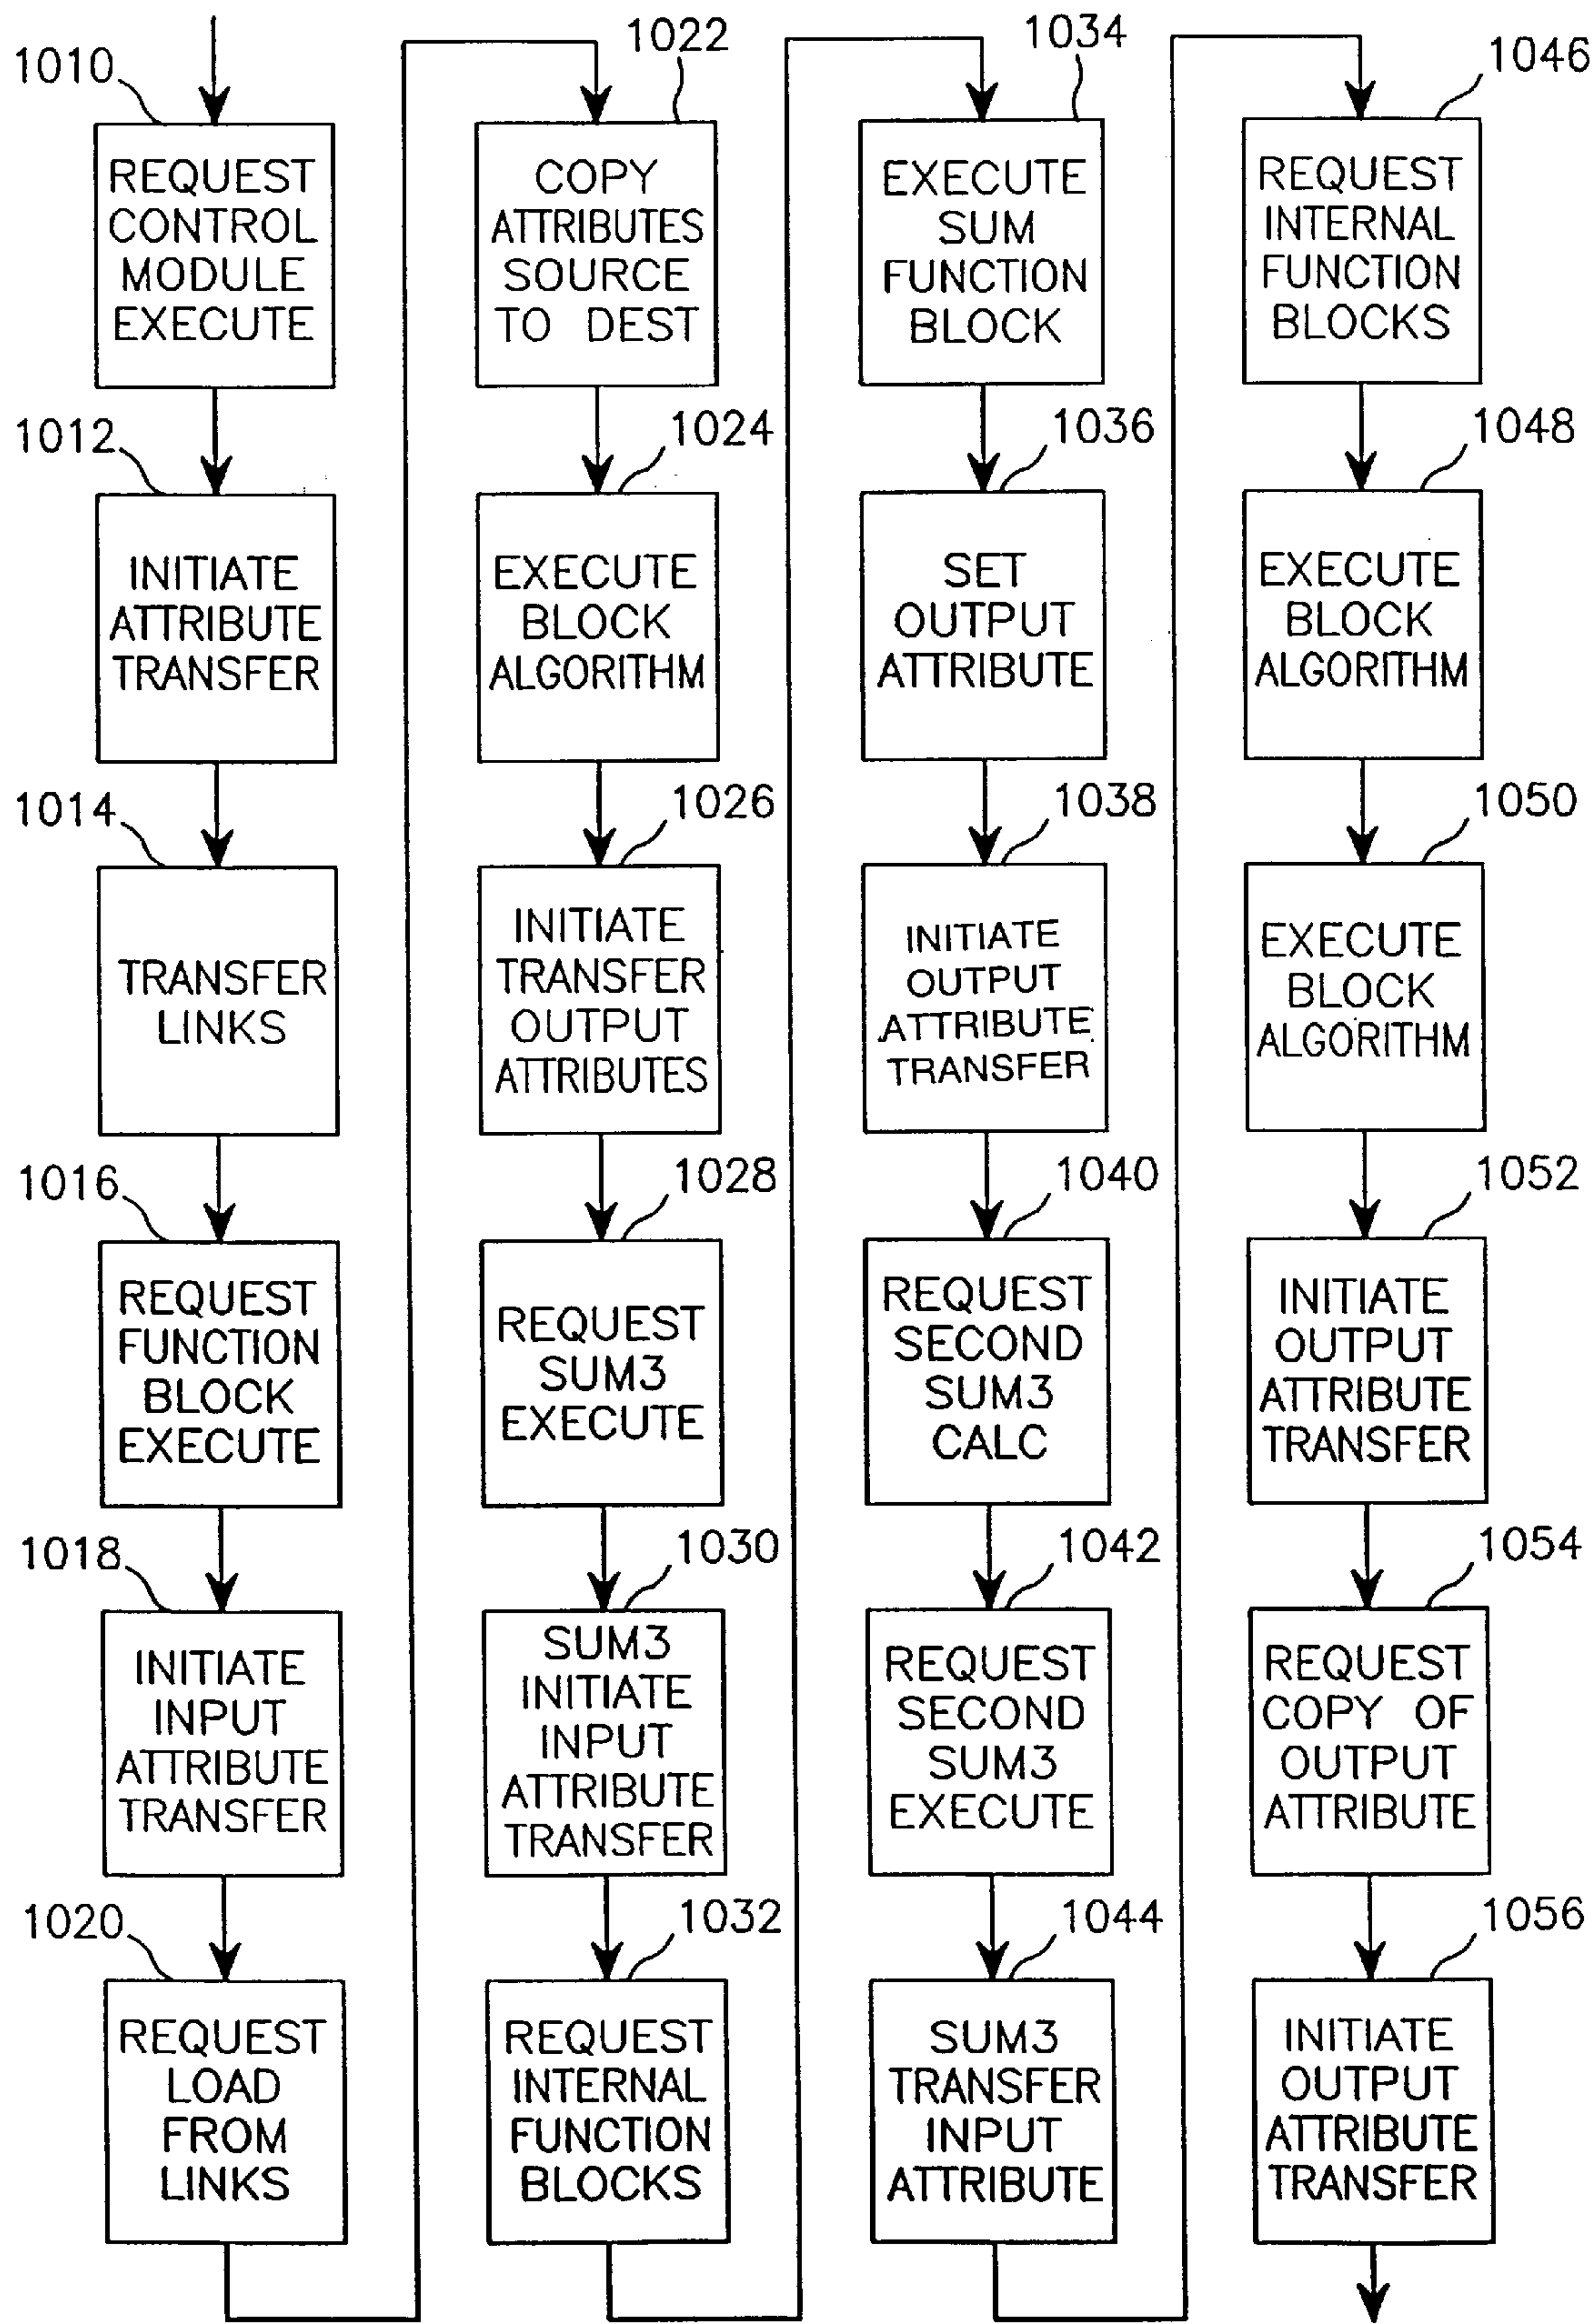 1010
REQUEST
CONTROL
MODULE
EXECUTE
1012
INITIATE
ATTRIBUTE
TRANSFER
1014
TRANSFER
LINKS
1016
REQUEST
FUNCTION
BLOCK
EXECUTE
1018
INITIATE
INPUT
ATTRIBUTE
TRANSFER
1020
REQUEST
LOAD
FROM
LINKS
1022
COPY
ATTRIBUTES
SOURCE
TO DEST
1024
EXECUTE
BLOCK
ALGORITHM
1026
INITIATE
TRANSFER
OUTPUT
ATTRIBUTES
1028
REQUEST
SUM3
EXECUTE
1030
SUM3
INITIATE
INPUT
ATTRIBUTE
TRANSFER
1032
REQUEST
INTERNAL
FUNCTION
BLOCKS
1034
EXECUTE
SUM
FUNCTION
BLOCK
1036
SET
OUTPUT
ATTRIBUTE
1038
INITIATE
OUTPUT
ATTRIBUTE
TRANSFER
1040
REQUEST
SECOND
SUM3
CALC
1042
REQUEST
SECOND
SUM3
EXECUTE
1044
SUM3
TRANSFER
INPUT
ATTRIBUTE
1046
REQUEST
INTERNAL
FUNCTION
BLOCKS
1048
EXECUTE
BLOCK
ALGORITHM
1050
EXECUTE
BLOCK
ALGORITHM
1052
INITIATE
OUTPUT
ATTRIBUTE
TRANSFER
1054
REQUEST
COPY OF
OUTPUT
ATTRIBUTE
1056
INITIATE
OUTPUT
ATTRIBUTE
TRANSFER